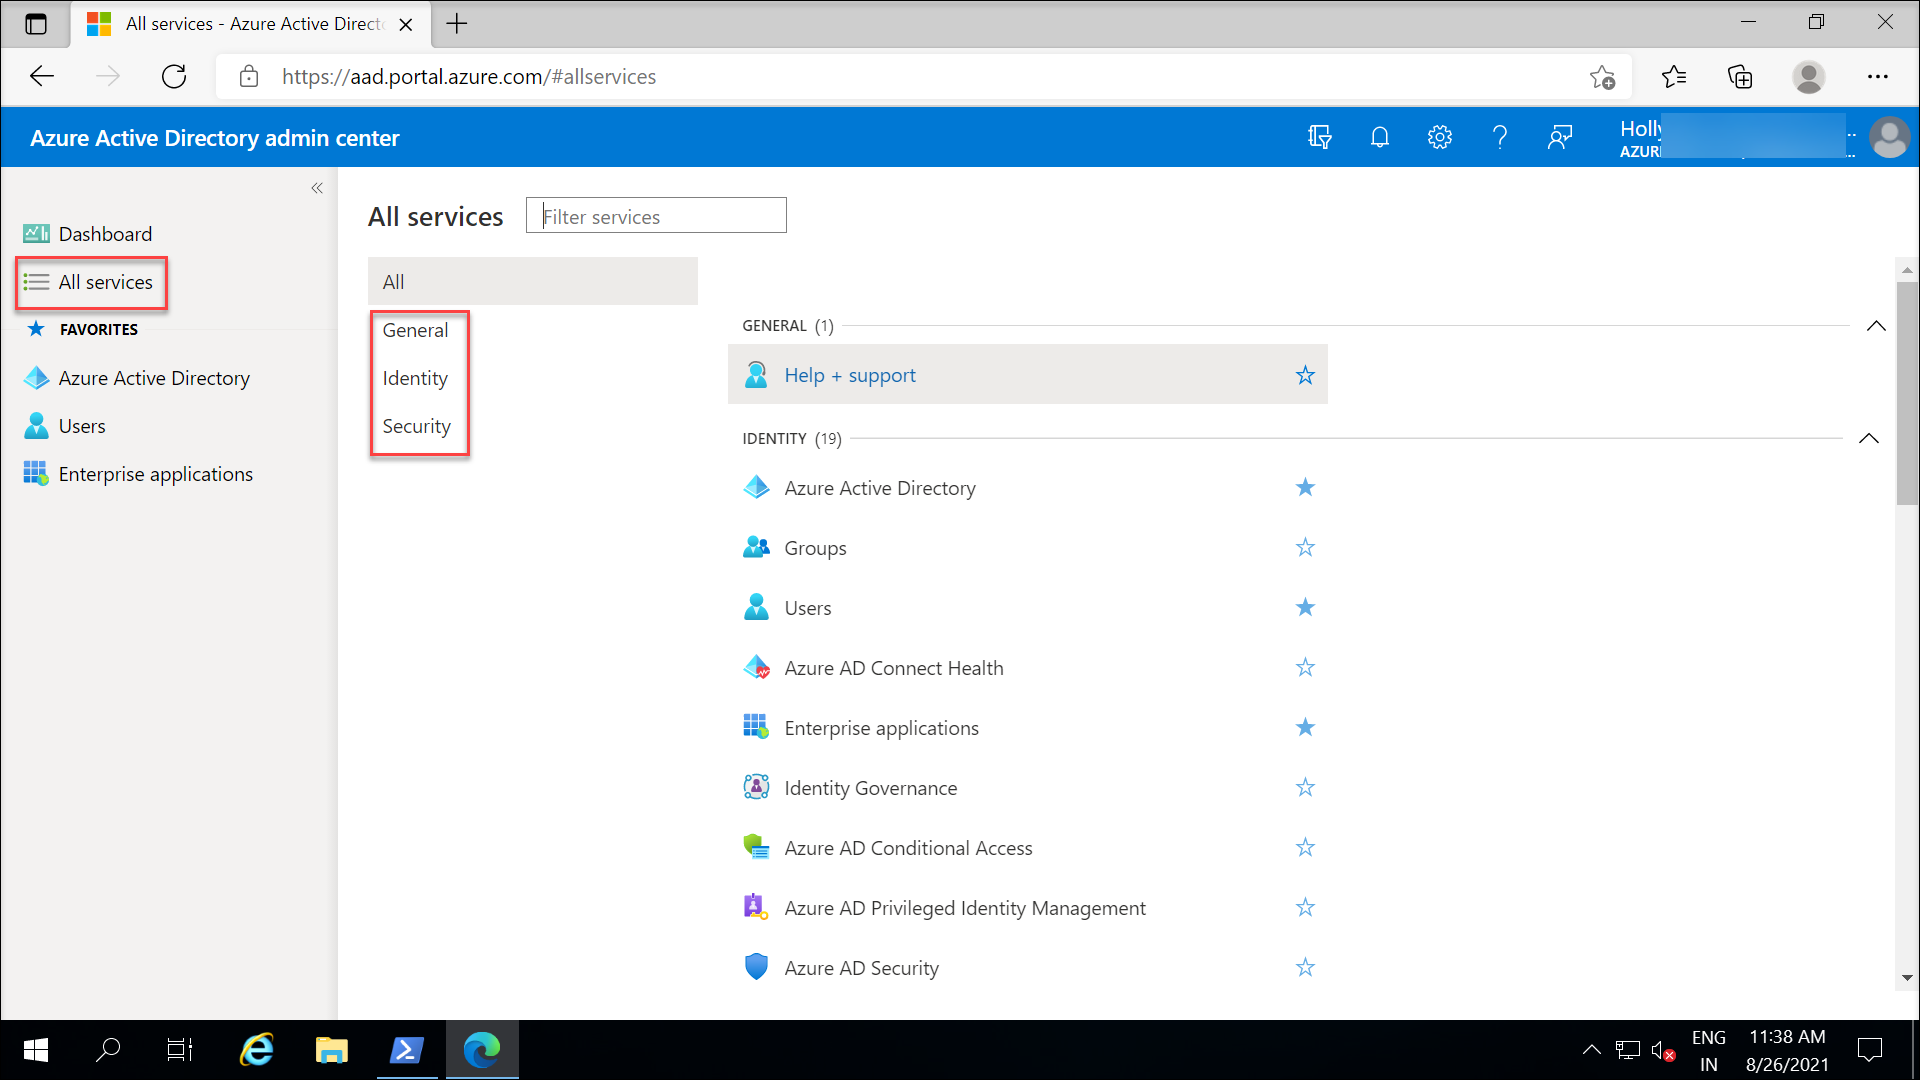 All services - Azure Active Direct
https://aad.portal.azure.com/#allservices
Azure Active Directory admin center
Holly
AZURE
Dashboard
All services
FAVORITES
Azure Active Directory
Users
Enterprise applications
All services
Filter services
All
General
Identity
Security
GENERAL (1)
Help + support
IDENTITY (19)
Azure Active Directory
Groups
Users
Azure AD Connect Health
Enterprise applications
Identity Governance
Azure AD Conditional Access
Azure AD Privileged Identity Management
Azure AD Security
ENG
IN
11:38 AM
8/26/2021